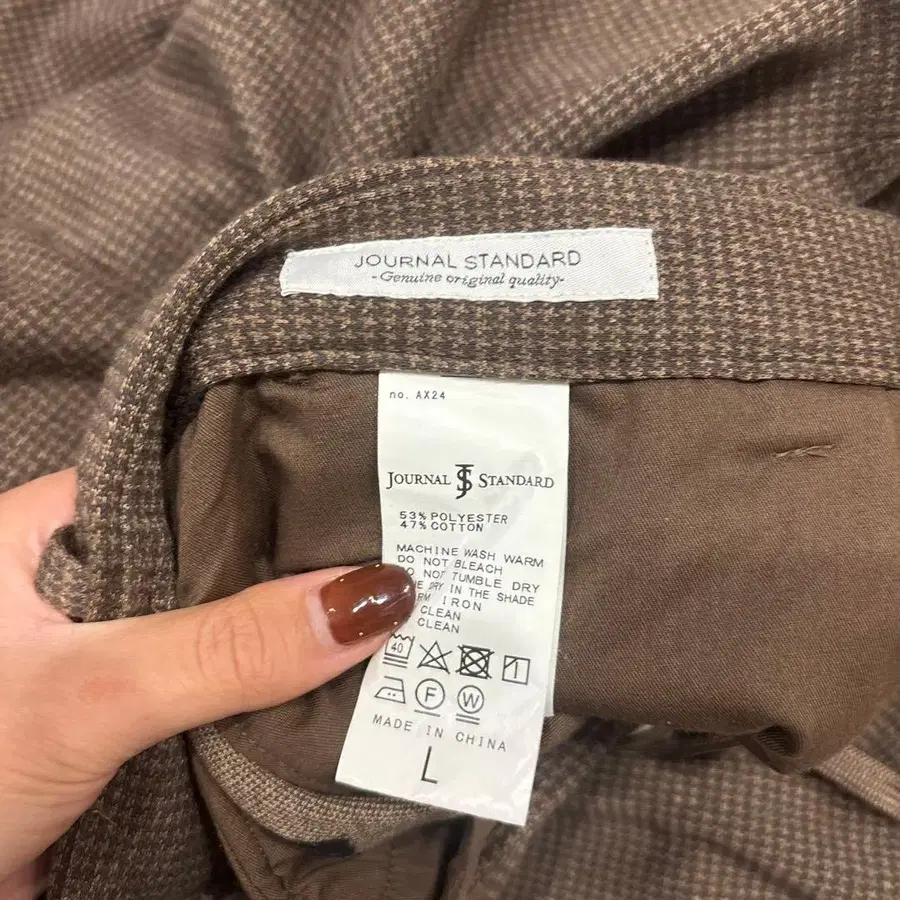 JOURNAL STANDARD
-Genuine original quality-
no. AX24
JOURNAL JS STANDARD
53% POLYESTER
47% COTTON
MACHINE WASH WARM
DO NOT BLEACH
NOT TUMBLE DRY
DRY IN THE SHADE
IRON
CLEAN
CLEAN
40
F W
MADE IN CHINA
L